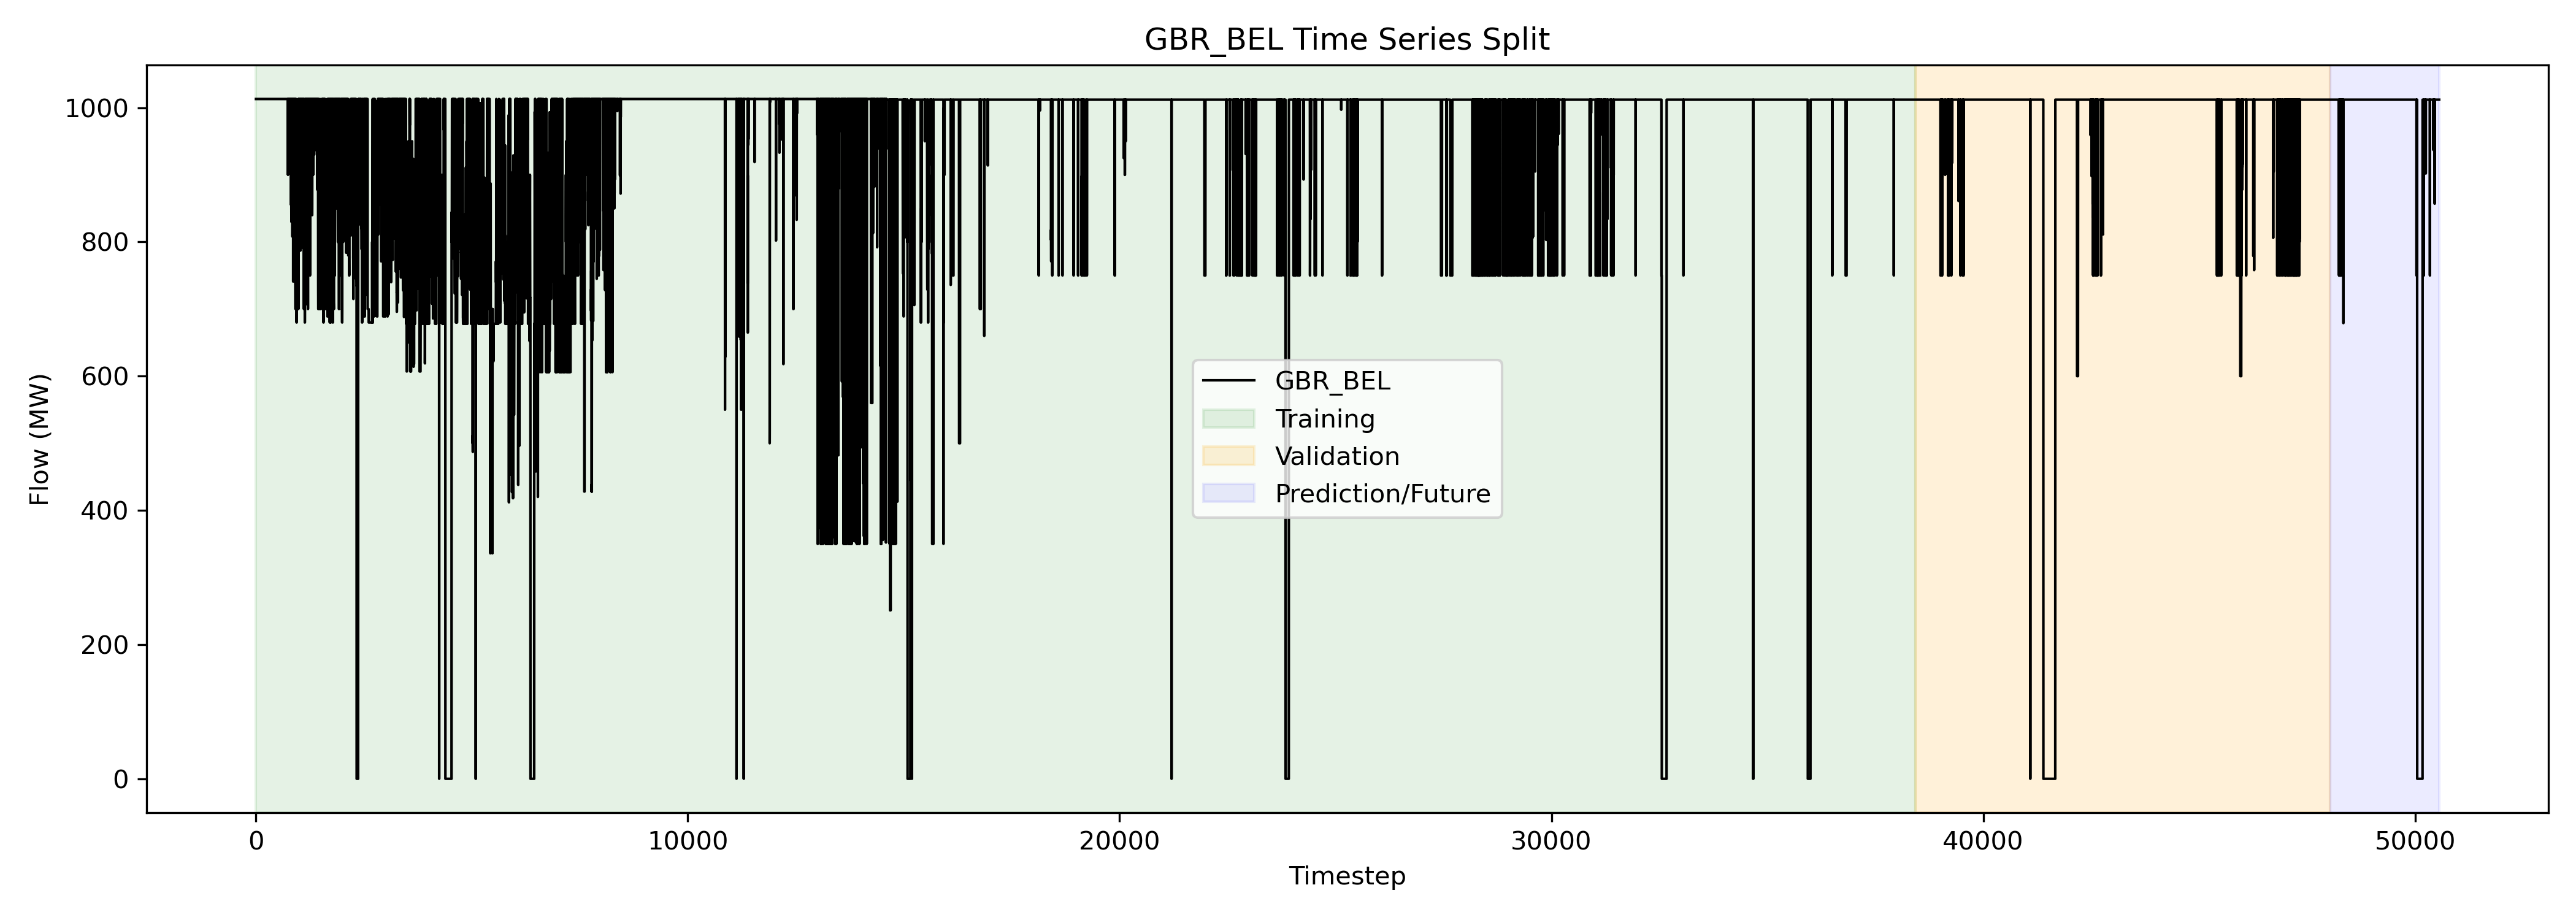 GBR_BEL Time Series Split
Flow (MW)
1000
800
600
400
200
0
GBR_BEL
Training
Validation
Prediction/Future
0 10000 20000 30000 40000 50000
Timestep